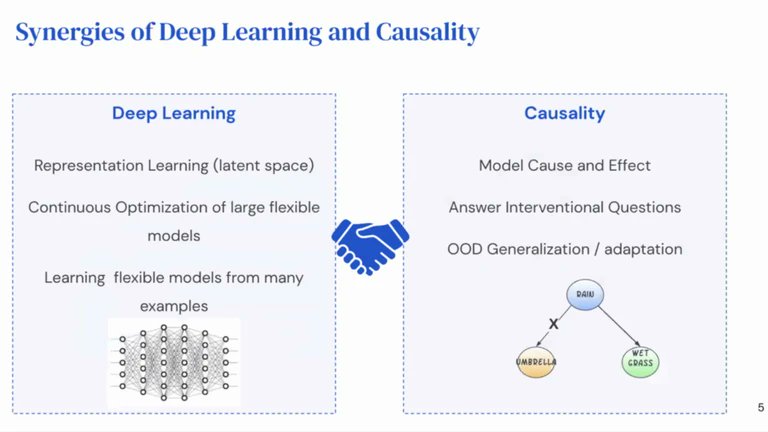 Synergies of Deep Learning and Causality
Deep Learning
Representation Learning (latent space)
Continuous Optimization of large flexible
models
Learning flexible models from many
examples
Causality
Model Cause and Effect
Answer Interventional Questions
OOD Generalization / adaptation
RAIN
X
UMBRELLA
WET
GRASS
5